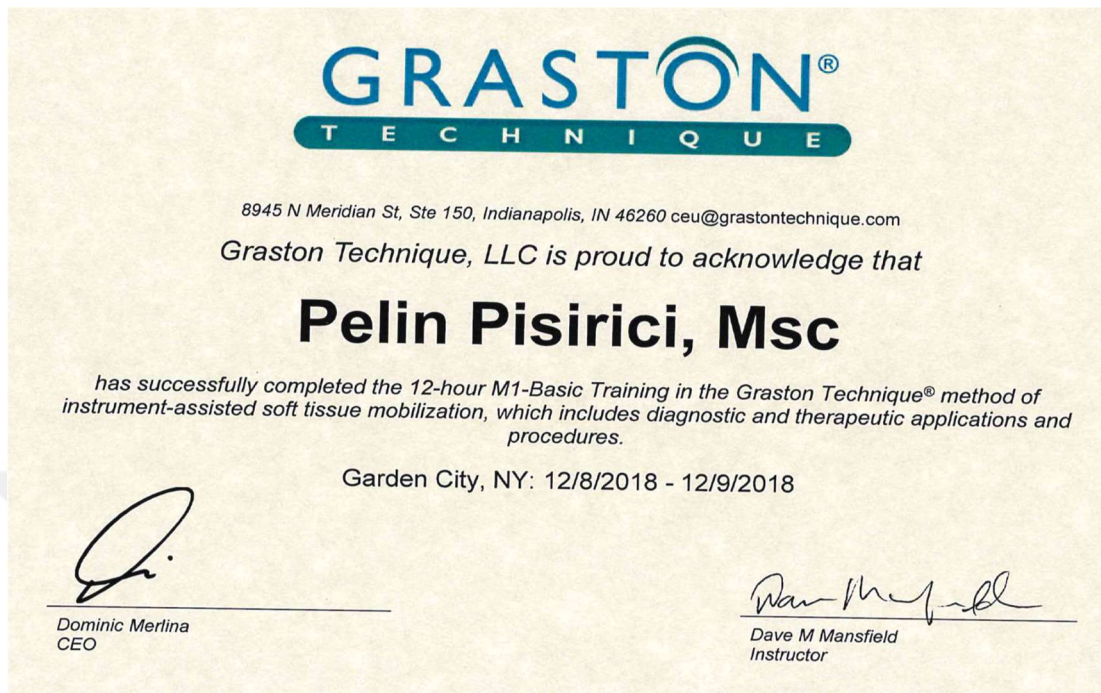 GRASTON®
TECHNIQUE
8945 N Meridian St, Ste 150, Indianapolis, IN 46260 ceu@grastontechnique.com
Graston Technique, LLC is proud to acknowledge that
Pelin Pisirici, Msc
has successfully completed the 12-hour M1-Basic Training in the Graston Technique® method of
instrument-assisted soft tissue mobilization, which includes diagnostic and therapeutic applications and
procedures.
Garden City, NY: 12/8/2018 - 12/9/2018
Dominic Merlina
CEO
Dave M Mansfield
Instructor